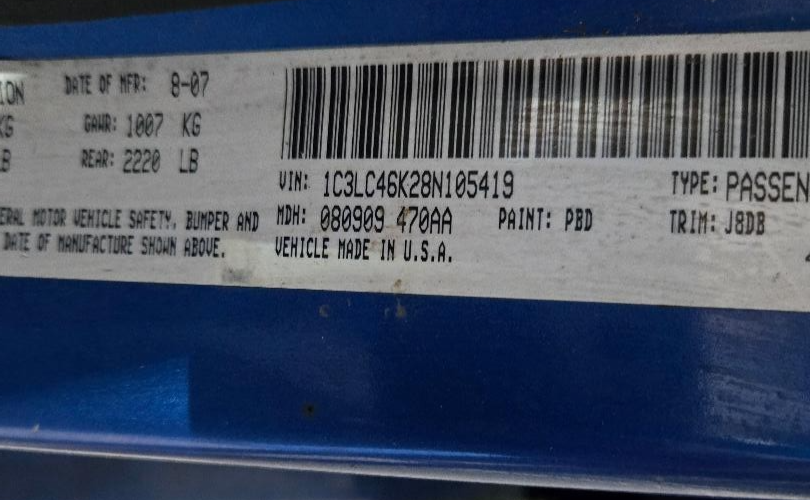 ION DATE OF MFR: 8-07
KG GAWR: 1007 KG
LB REAR: 2220 LB
VIN: 1C3LC46K28N105419 TYPE: PASSEN
ERAL MOTOR VEHICLE SAFETY, BUMPER AND MDH: 080909 470AA PAINT: PBD TRIM: J8DB
DATE OF MANUFACTURE SHOWN ABOVE. VEHICLE MADE IN U.S.A.